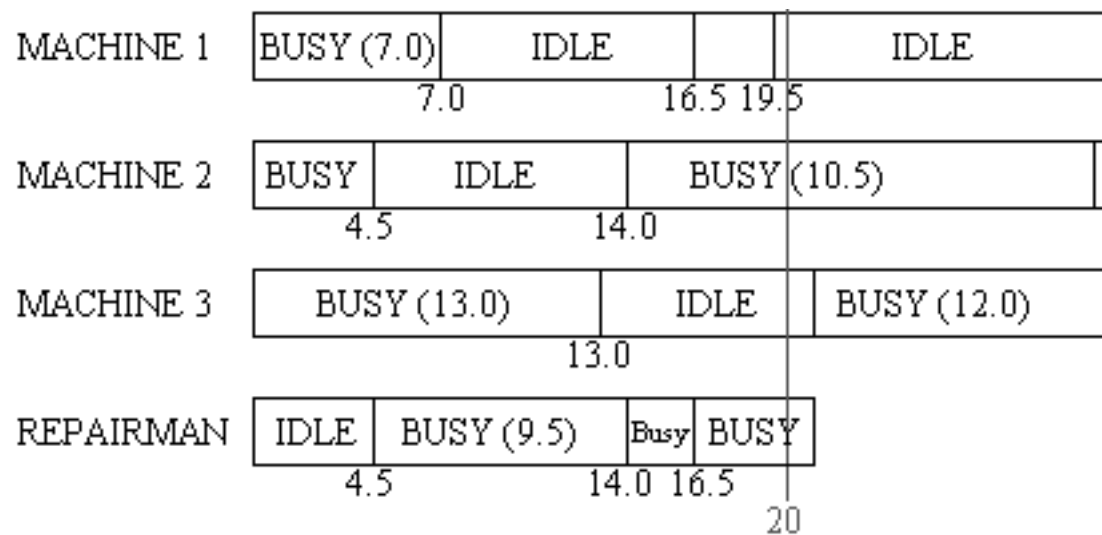 MACHINE 1 BUSY (7.0) IDLE IDLE
7.0 16.5 19.5
MACHINE 2 BUSY IDLE BUSY (10.5)
4.5 14.0
MACHINE 3 BUSY (13.0) IDLE BUSY (12.0)
13.0
REPAIRMAN IDLE BUSY (9.5) Busy BUSY
4.5 14.0 16.5
20